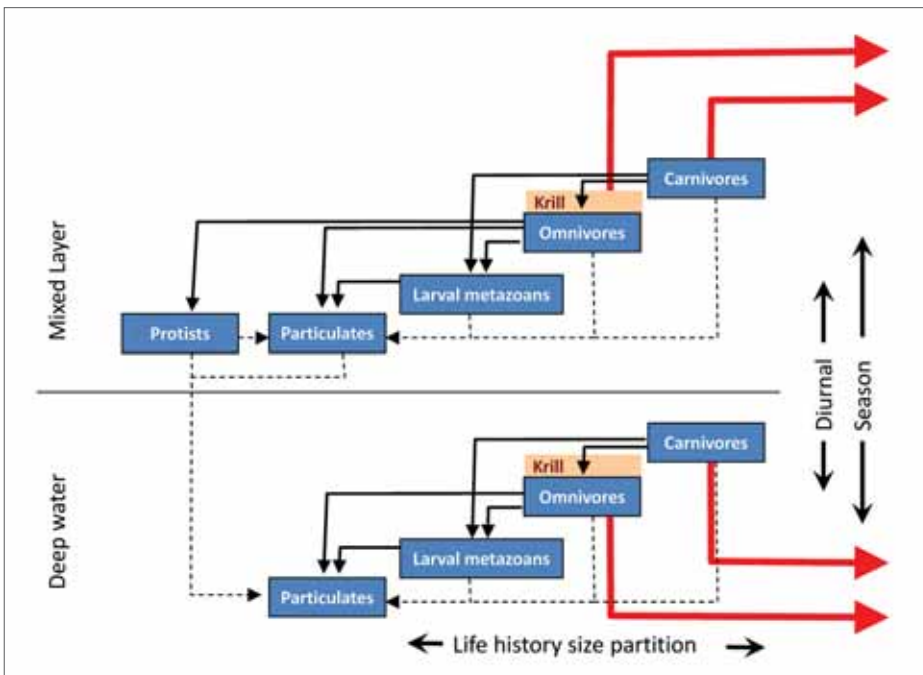 Carnivores
Krill
Omnivores
Larval metazoans
Protists
Particulates
Mixed Layer
Carnivores
Krill
Omnivores
Larval metazoans
Particulates
Deep water
Diurnal
Season
Life history size partition